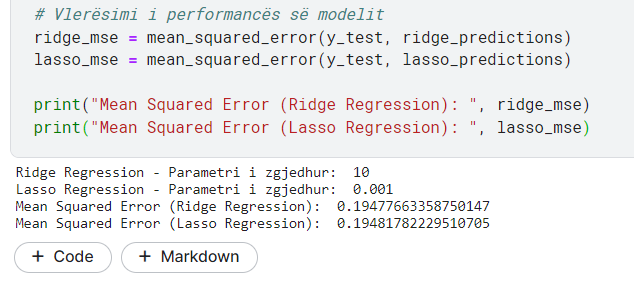 # Vlerësimi i performancës së modelit
ridge_mse = mean_squared_error(y_test, ridge_predictions)
lasso_mse = mean_squared_error(y_test, lasso_predictions)
print("Mean Squared Error (Ridge Regression): ", ridge_mse)
print("Mean Squared Error (Lasso Regression): ", lasso_mse)
Ridge Regression - Parametri i zgjedhur:  10
Lasso Regression - Parametri i zgjedhur:  0.001
Mean Squared Error (Ridge Regression):  0.19477663358750147
Mean Squared Error (Lasso Regression):  0.19481782229510705
+ Code + Markdown